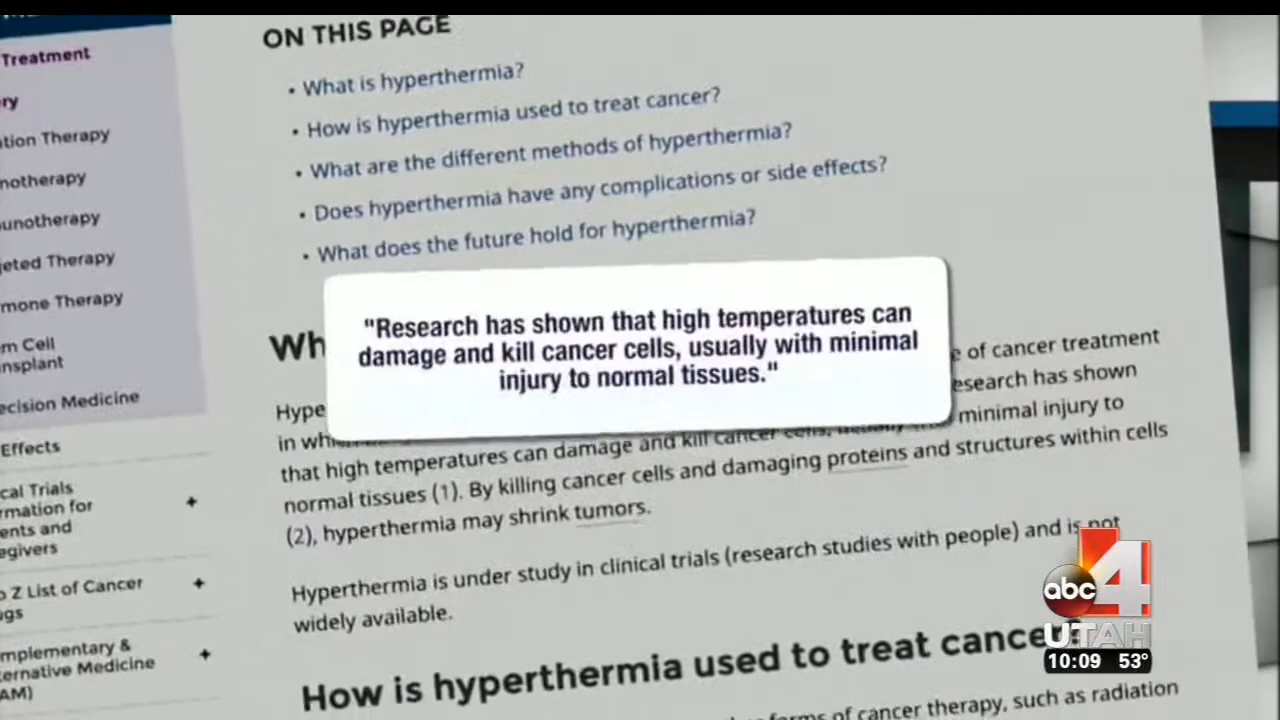 ON THIS PAGE
• What is hyperthermia?
• How is hyperthermia used to treat cancer?
• What are the different methods of hyperthermia?
• Does hyperthermia have any complications or side effects?
• What does the future hold for hyperthermia?
Treatment
ry
tion Therapy
notherapy
unotherapy
eted Therapy
mone Therapy
m Cell
nsplant
ecision Medicine
Effects
cal Trials
rmation for
ents and
egivers
+
o Z List of Cancer
ugs
+
mplementary &
ternative Medicine
AM)
+
"Research has shown that high temperatures can
damage and kill cancer cells, usually with minimal
injury to normal tissues."
Wh
Hype
e of cancer treatment
in whi
esearch has shown
that high temperatures can damage and kill cancer cells, usually
minimal injury to
normal tissues (1). By killing cancer cells and damaging proteins and structures within cells
(2), hyperthermia may shrink tumors.
Hyperthermia is under study in clinical trials (research studies with people) and is not
widely available.
How is hyperthermia used to treat cance
forms of cancer therapy, such as radiation
abc 4
UTAH
10:09 53°